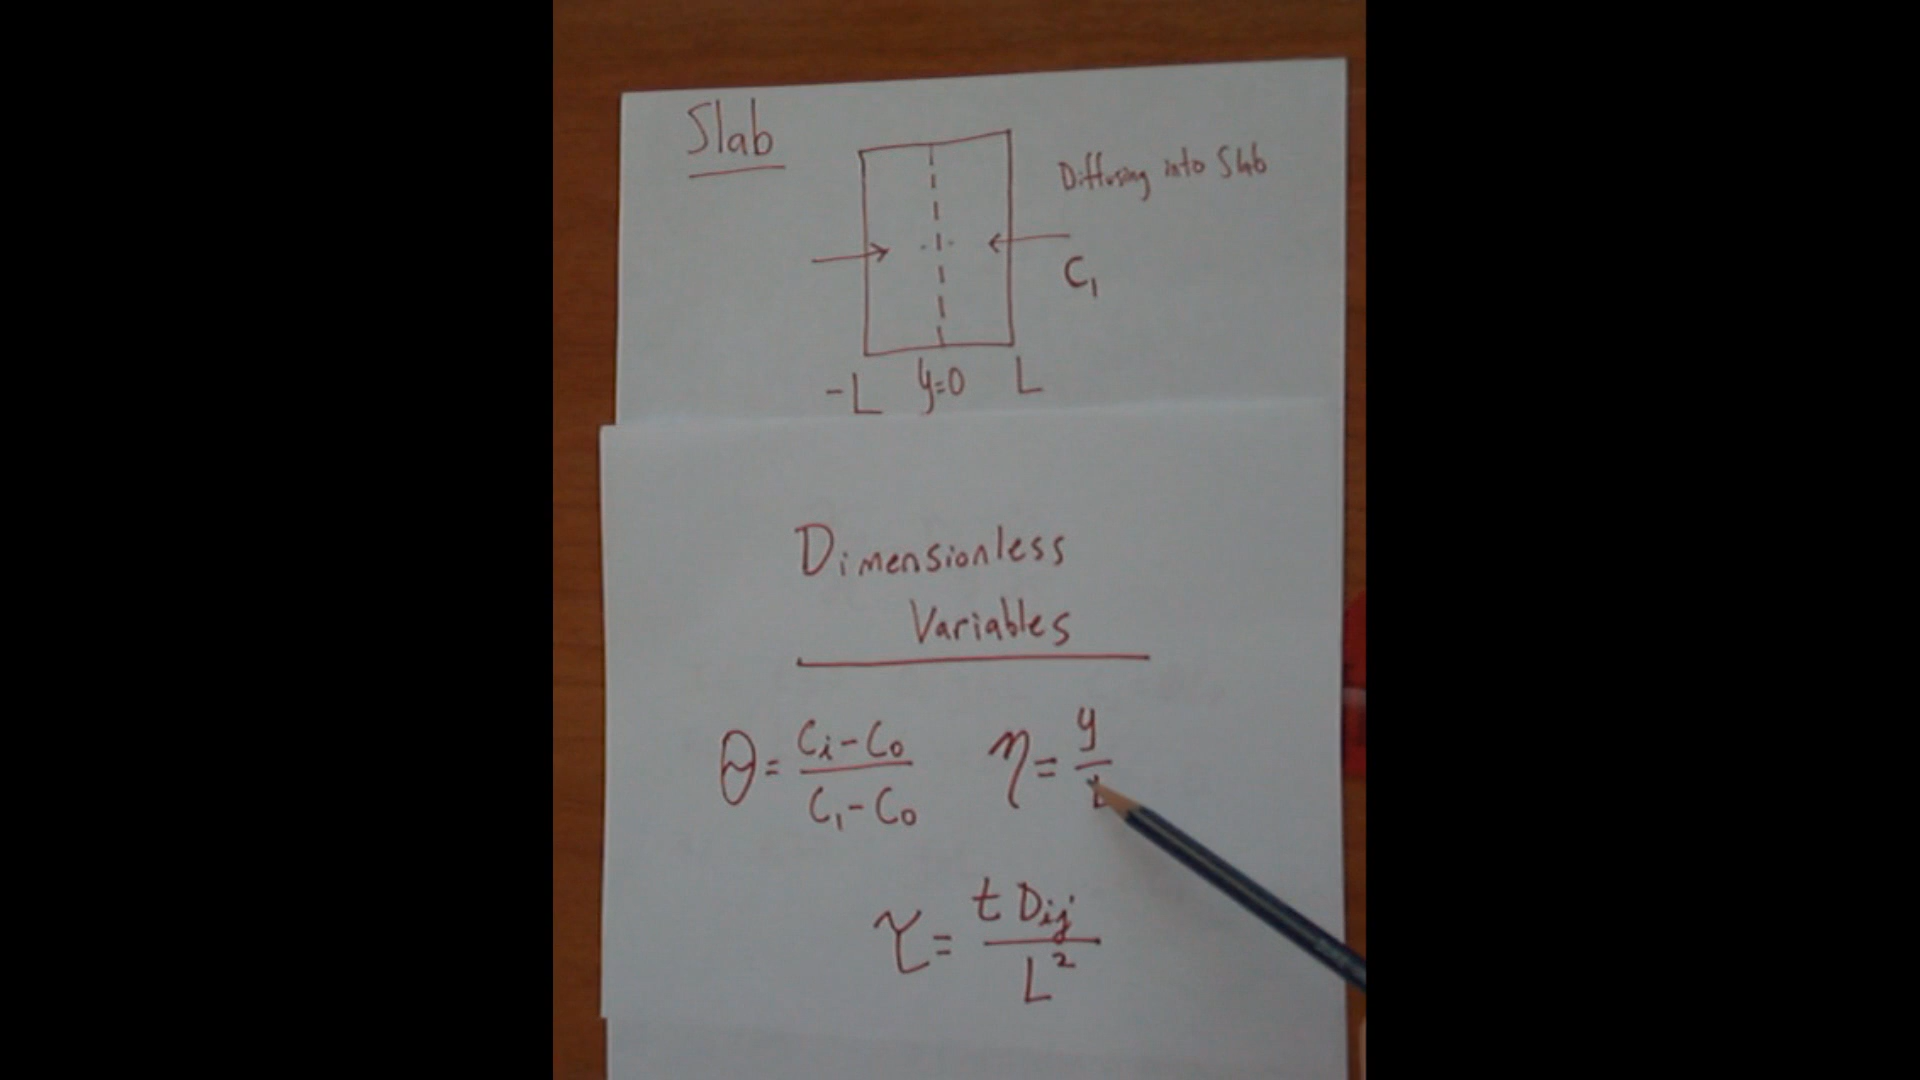 Slab
Diffusing into Slab
C₁
-L y=0 L
Dimensionless
Variables
θ = (Cᵢ - C₀)/(C₁ - C₀) η = y/L
τ = t Dᵢⱼ/L²